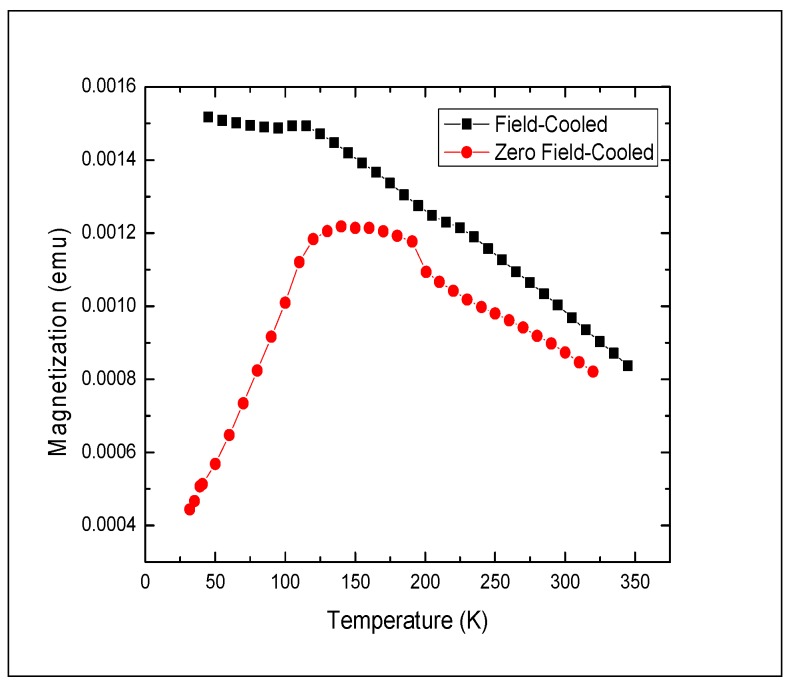 0.0016
0.0014
0.0012
0.0010
0.0008
0.0006
0.0004
Magnetization (emu)
Field-Cooled
Zero Field-Cooled
0 50 100 150 200 250 300 350
Temperature (K)